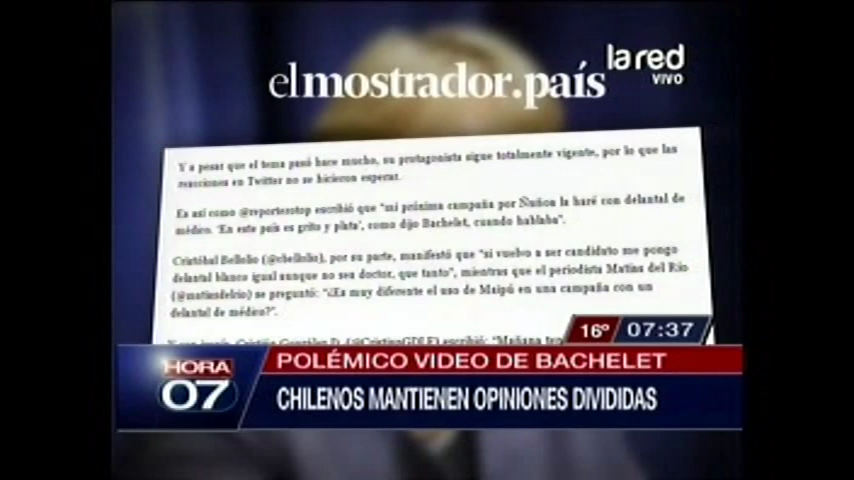 la red
VIVO
elmostrador.país
Y a pesar que el tema pasó hace mucho, su protagonista sigue totalmente vigente, por lo que las
reacciones en Twitter no se hicieron esperar.
Es así como @reporterotop escribió que "mi próxima campaña por Ñuñoa la haré con delantal de
médico. 'En este país es grito y plata', como dijo Bachelet, cuando hablaba".
Cristóbal Bellolio (@cbellolio), por su parte, manifestó que "si vuelvo a ser candidato me pongo
delantal blanco igual aunque no sea doctor, que tanto", mientras que el periodista Matías del Río
(@matiasdelrio) se preguntó: "¿Es muy diferente el uso de Maipú en una campaña con un
delantal de médico?".
González D. (@CristianGDLF) escribió: "Mañana
16° 07:37
HORA
07
POLÉMICO VIDEO DE BACHELET
CHILENOS MANTIENEN OPINIONES DIVIDIDAS